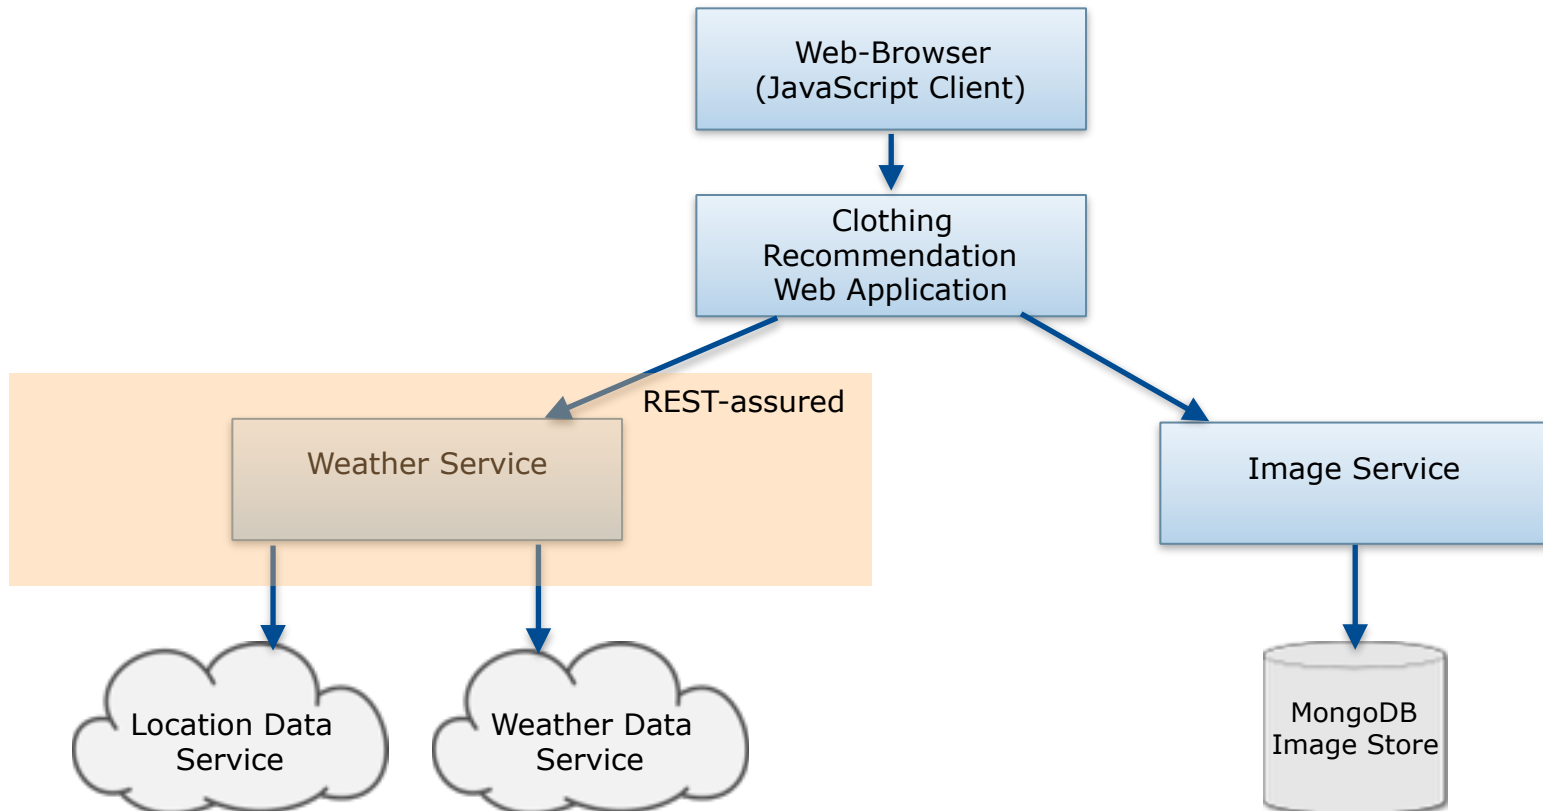 Web-Browser
(JavaScript Client)
Clothing
Recommendation
Web Application
REST-assured
Weather Service
Image Service
Location Data
Service
Weather Data
Service
MongoDB
Image Store